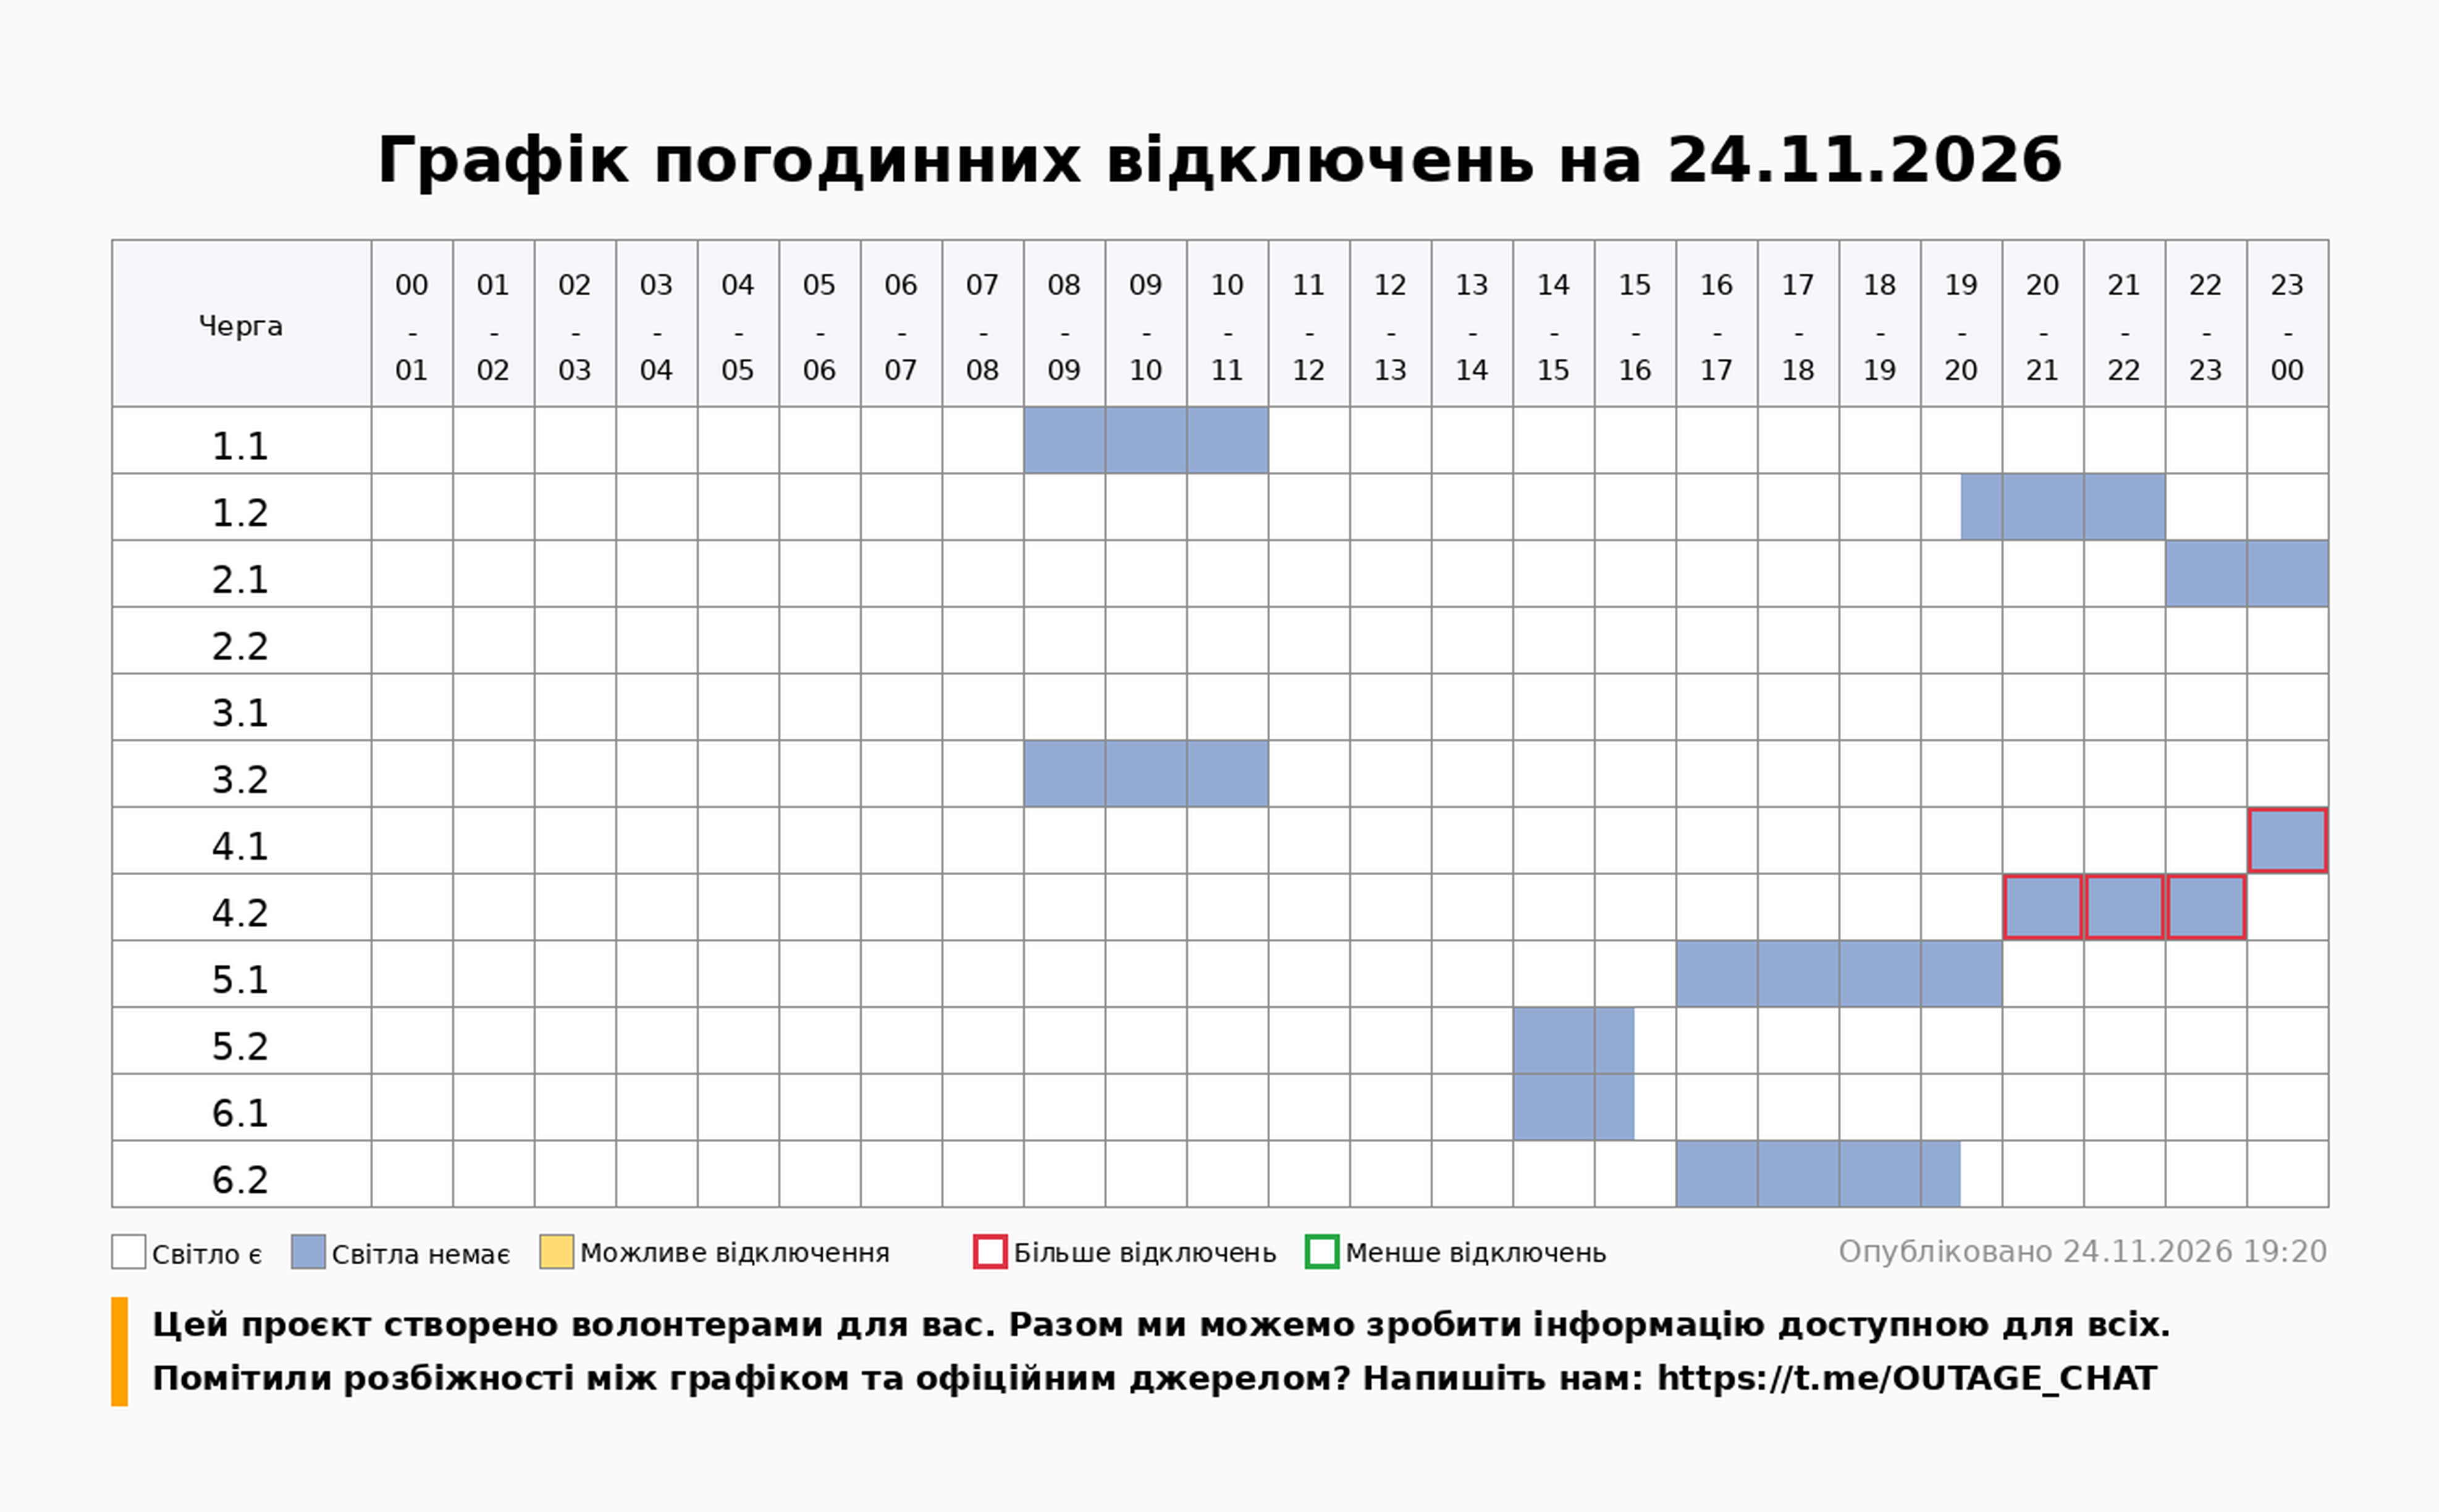 Графік погодинних відключень на 24.11.2026
Черга
00 - 01
01 - 02
02 - 03
03 - 04
04 - 05
05 - 06
06 - 07
07 - 08
08 - 09
09 - 10
10 - 11
11 - 12
12 - 13
13 - 14
14 - 15
15 - 16
16 - 17
17 - 18
18 - 19
19 - 20
20 - 21
21 - 22
22 - 23
23 - 00
1.1
1.2
2.1
2.2
3.1
3.2
4.1
4.2
5.1
5.2
6.1
6.2
Світло є
Світла немає
Можливе відключення
Більше відключень
Менше відключень
Опубліковано 24.11.2026 19:20
Цей проєкт створено волонтерами для вас. Разом ми можемо зробити інформацію доступною для всіх.
Помітили розбіжності між графіком та офіційним джерелом? Напишіть нам: https://t.me/OUTAGE_CHAT